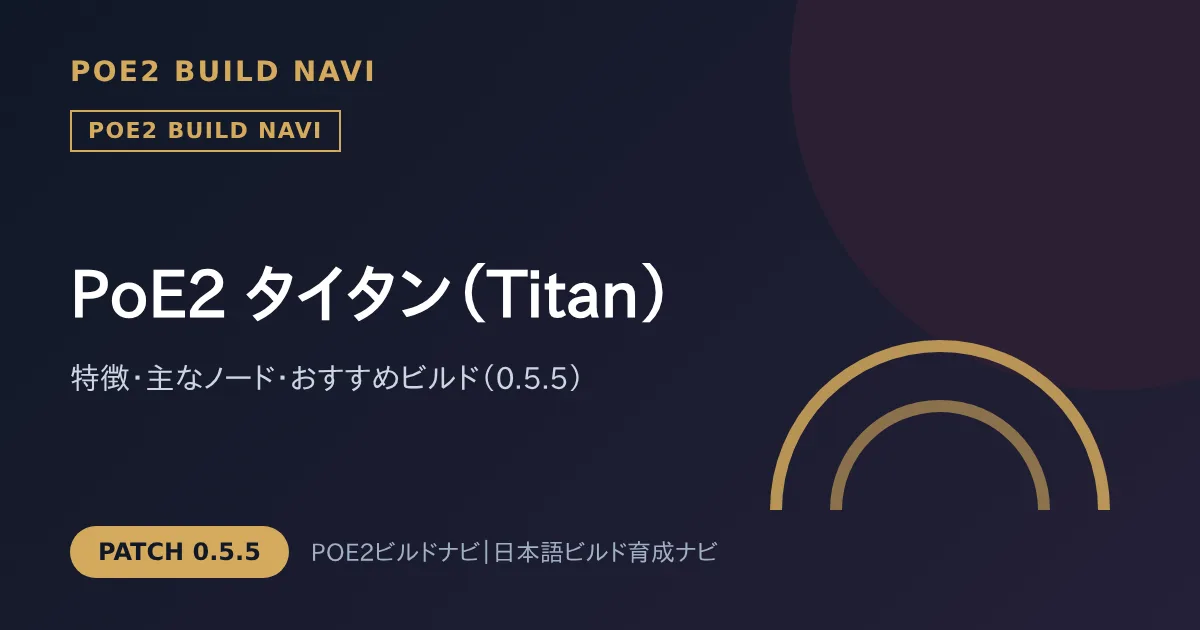 POE2 BUILD NAVI
POE2 BUILD NAVI
PoE2 タイタン（Titan）
特徴・主なノード・おすすめビルド（0.5.5）
PATCH 0.5.5
POE2ビルドナビ|日本語ビルド育成ナビ